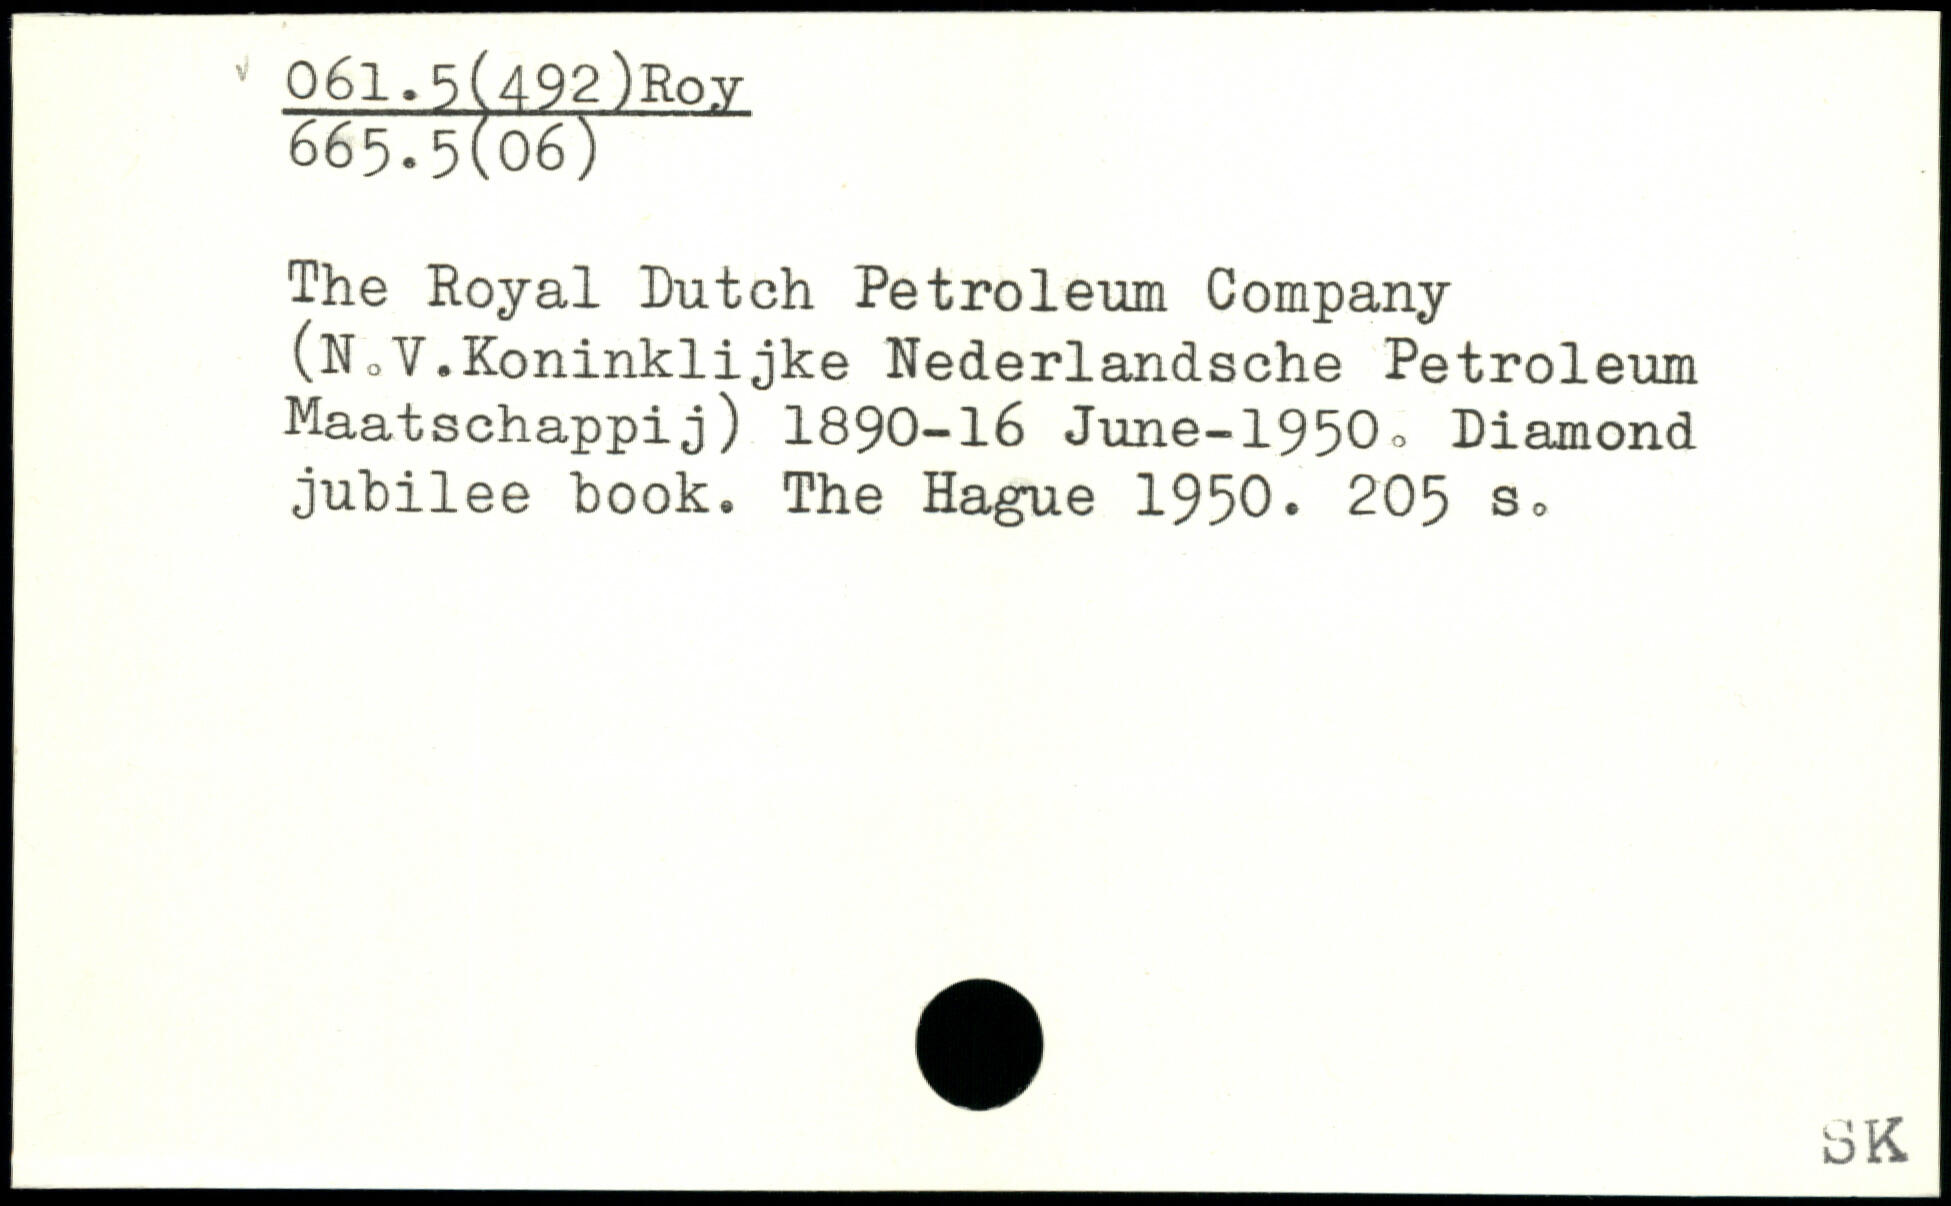 061.5(492)Roy
665.5(06)
The Royal Dutch Petroleum Company
(N.V.Koninklijke Nederlandsche Petroleum
Maatschappij) 1890-16 June-1950. Diamond
jubilee book. The Hague 1950. 205 s.
SK